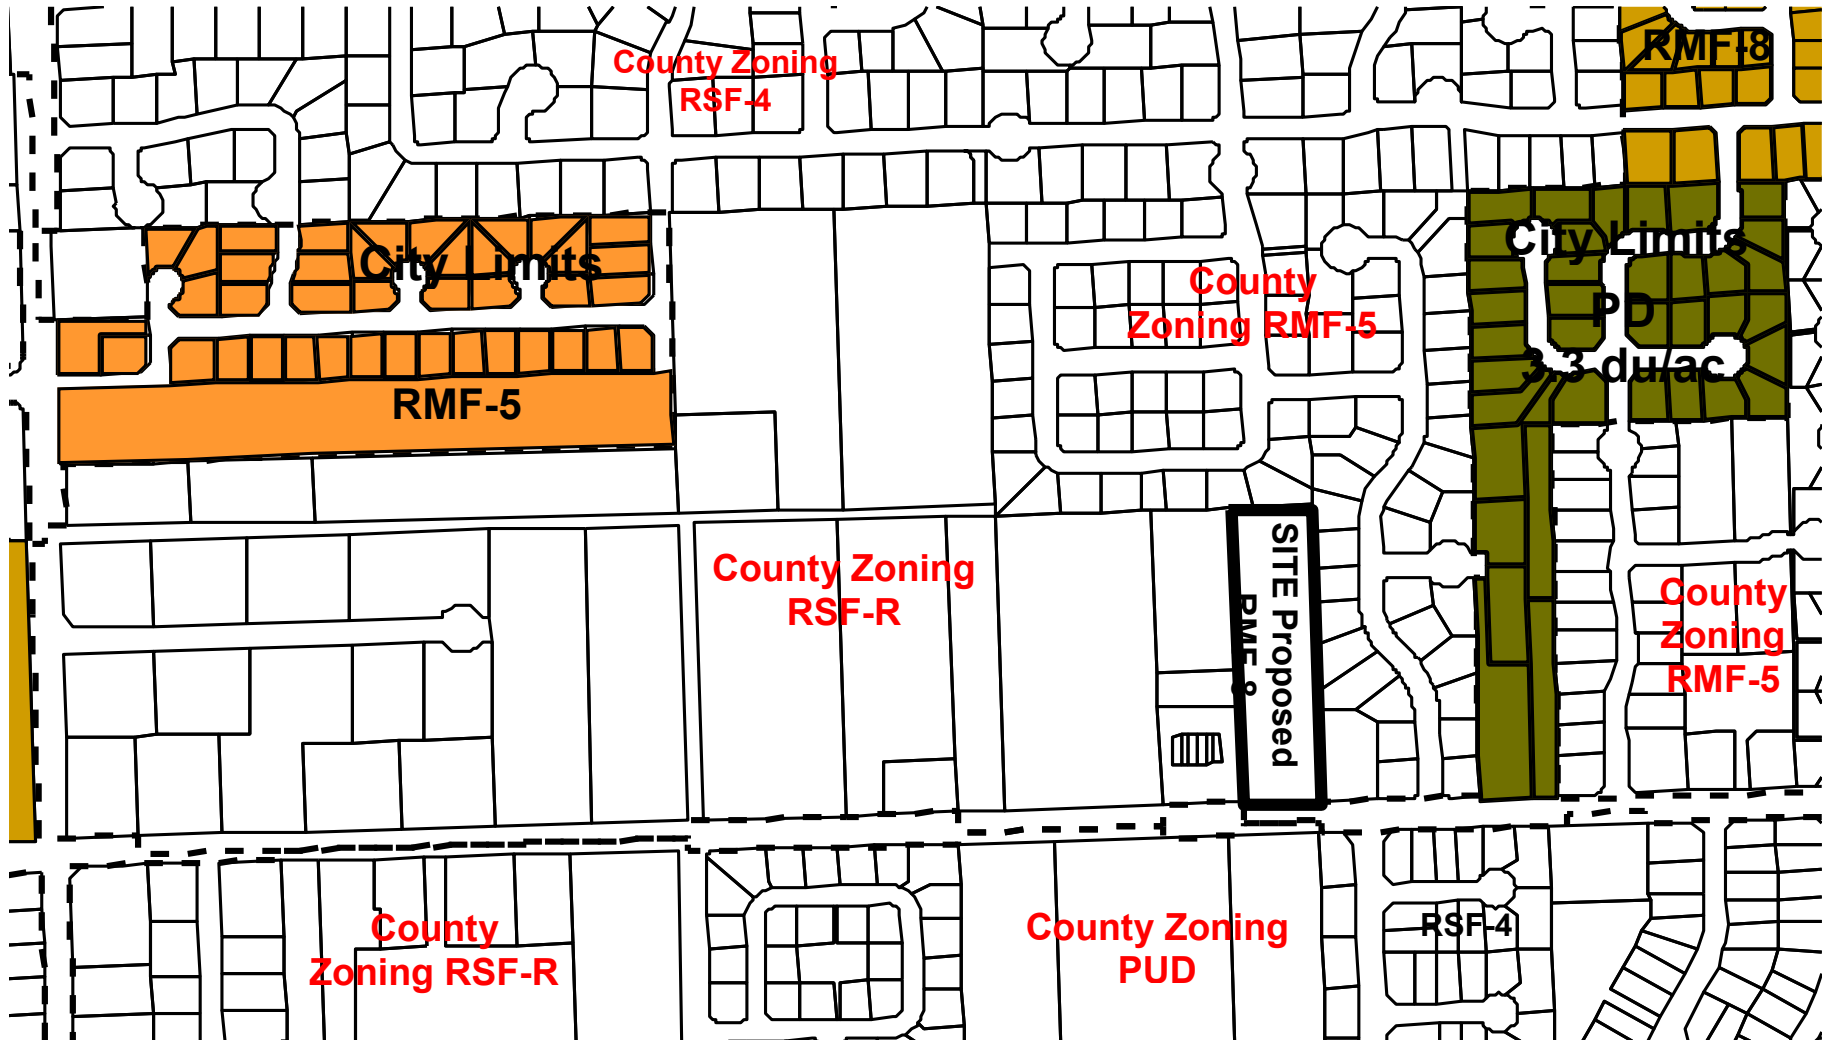 County Zoning
RSF-4
RMF-8
City Limits
RMF-5
County
Zoning RMF-5
City Limits
PD
3.3 du/ac
County Zoning
RSF-R
SITE Proposed
RMF-8
County
Zoning
RMF-5
County
Zoning RSF-R
County Zoning
PUD
RSF-4